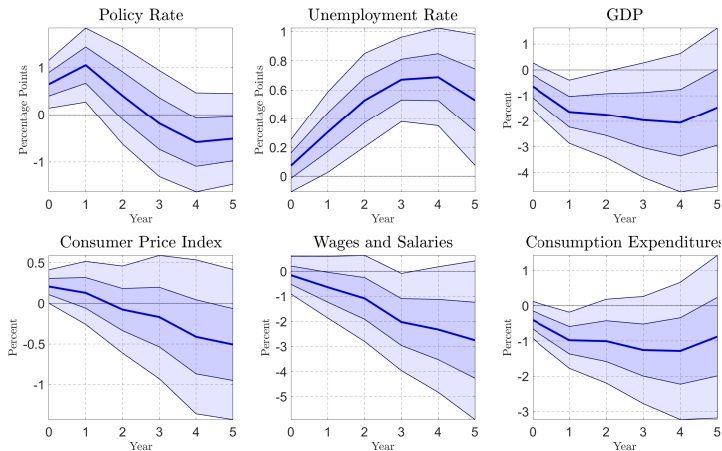 Policy Rate
Unemployment Rate
GDP
Percentage Points
1
0
-1
0 1 2 3 4 5
Year
Percentage Points
1
0.8
0.6
0.4
0.2
0
0 1 2 3 4 5
Year
Percent
1
0
-1
-2
-3
-4
0 1 2 3 4 5
Year
Consumer Price Index
Wages and Salaries
Consumption Expenditures
Percent
0.5
0
-0.5
-1
0 1 2 3 4 5
Year
Percent
0
-1
-2
-3
-4
-5
0 1 2 3 4 5
Year
Percent
1
0
-1
-2
-3
0 1 2 3 4 5
Year